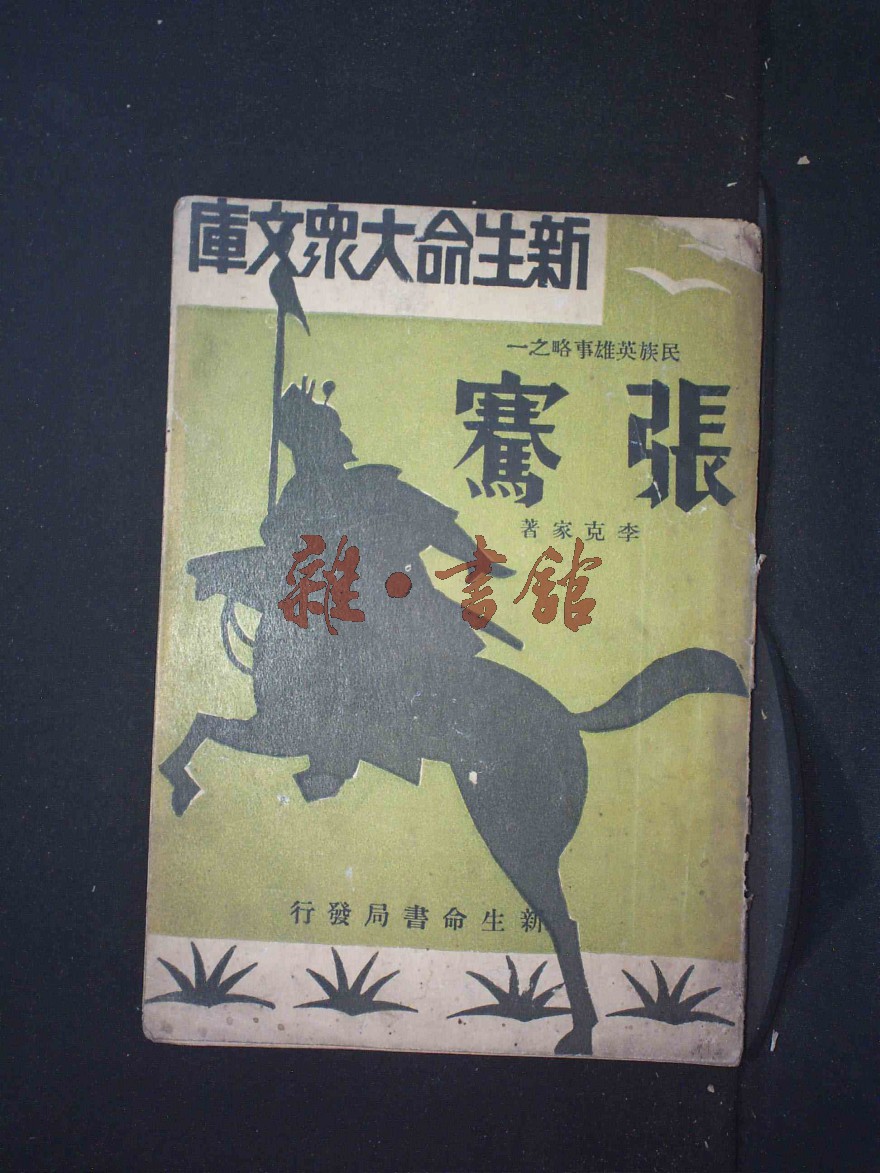 新生命大衆文庫
民族英雄事略之一
張騫
李克家著
雜·書館
新生命書局發行